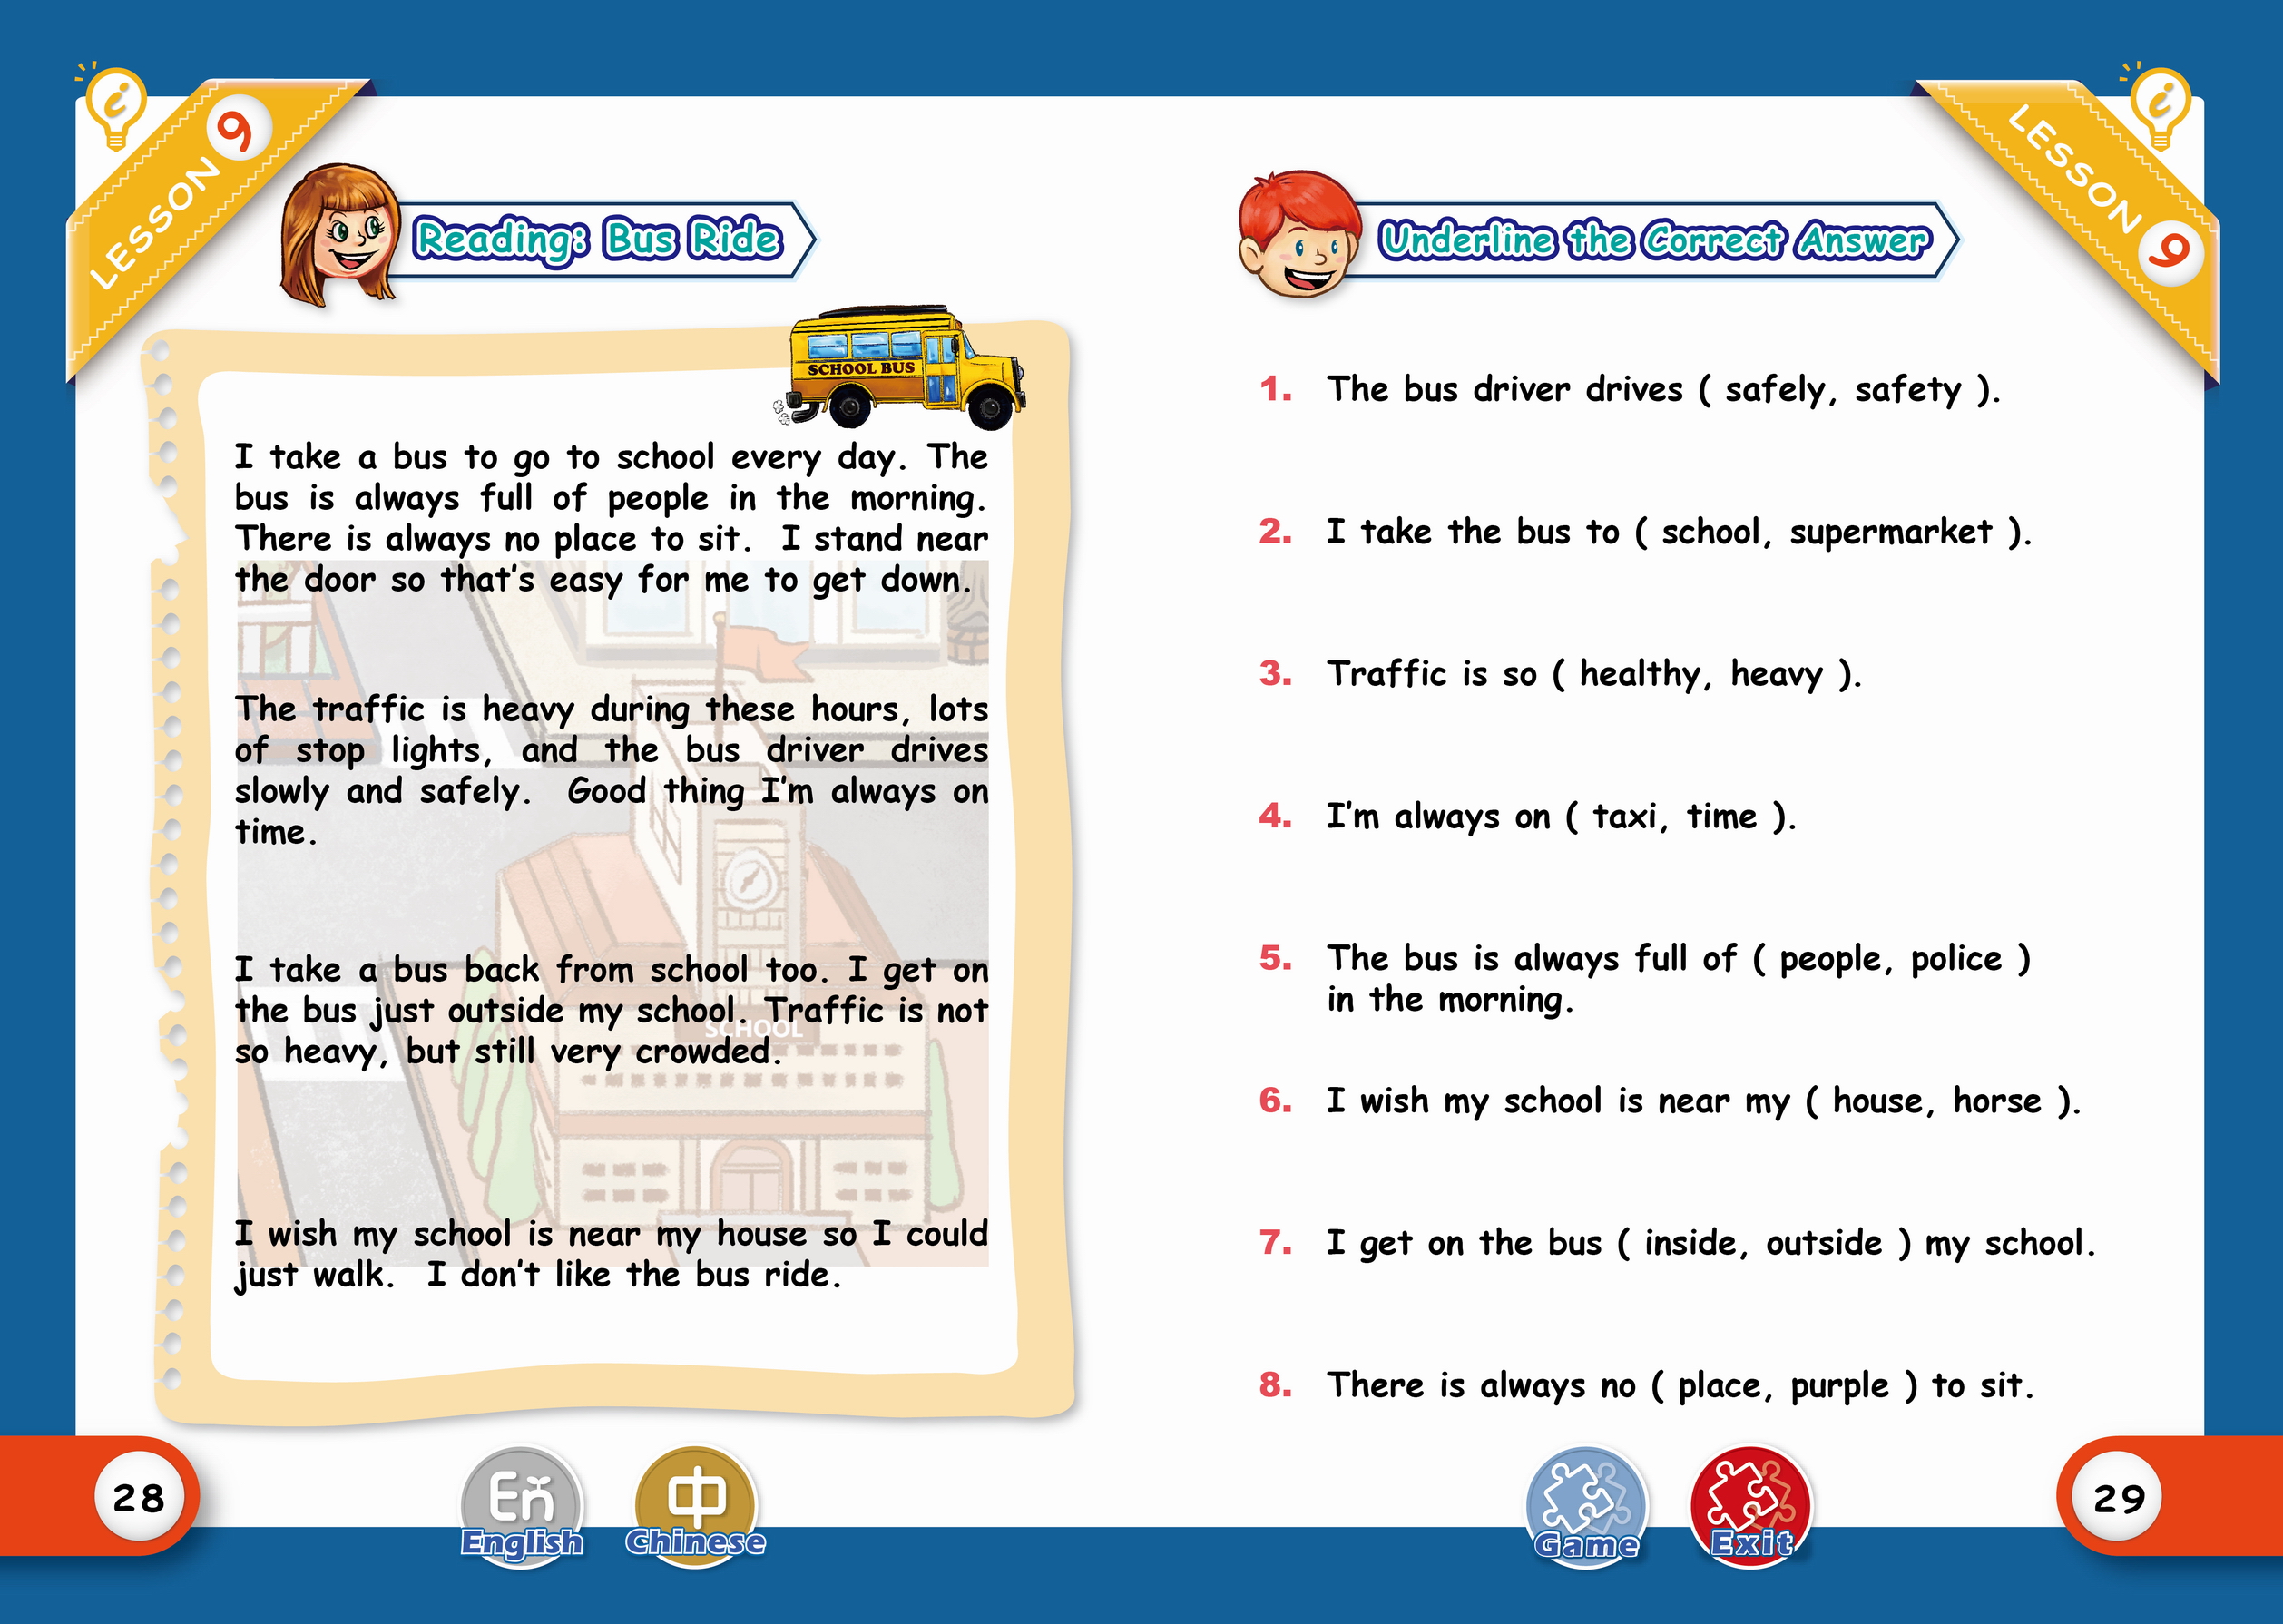 LESSON 9
Reading: Bus Ride
SCHOOL BUS
I take a bus to go to school every day. The
bus is always full of people in the morning.
There is always no place to sit. I stand near
the door so that's easy for me to get down.
The traffic is heavy during these hours, lots
of stop lights, and the bus driver drives
slowly and safely. Good thing I'm always on
time.
I take a bus back from school too. I get on
the bus just outside my school. Traffic is not
so heavy, but still very crowded.
SCHOOL
I wish my school is near my house so I could
just walk. I don't like the bus ride.
28
En
English
中
Chinese
LESSON 9
Underline the Correct Answer
1. The bus driver drives ( safely, safety ).
2. I take the bus to ( school, supermarket ).
3. Traffic is so ( healthy, heavy ).
4. I'm always on ( taxi, time ).
5. The bus is always full of ( people, police )
in the morning.
6. I wish my school is near my ( house, horse ).
7. I get on the bus ( inside, outside ) my school.
8. There is always no ( place, purple ) to sit.
Game
Exit
29